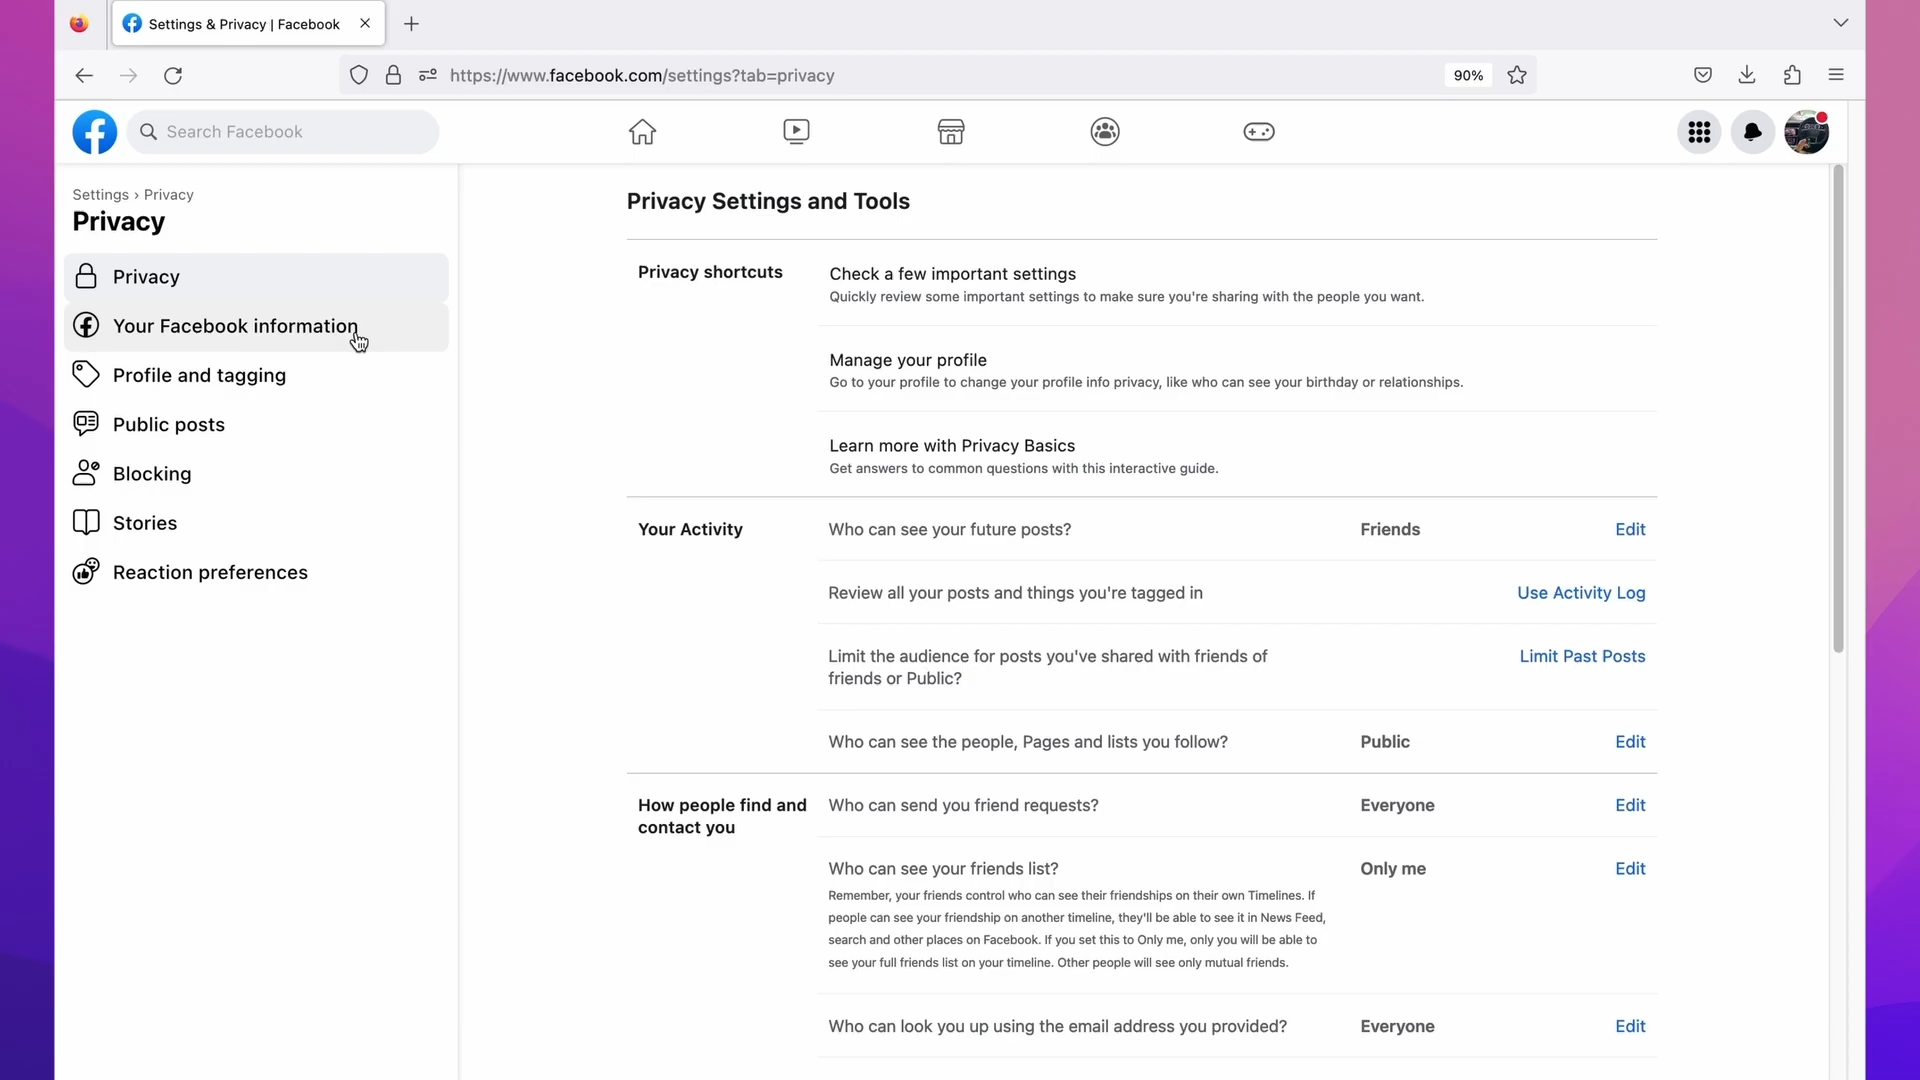 Settings & Privacy | Facebook
https://www.facebook.com/settings?tab=privacy
90%
Search Facebook
Settings › Privacy
Privacy
Privacy
Your Facebook information
Profile and tagging
Public posts
Blocking
Stories
Reaction preferences
Privacy Settings and Tools
Privacy shortcuts
Check a few important settings
Quickly review some important settings to make sure you're sharing with the people you want.
Manage your profile
Go to your profile to change your profile info privacy, like who can see your birthday or relationships.
Learn more with Privacy Basics
Get answers to common questions with this interactive guide.
Your Activity
Who can see your future posts? Friends Edit
Review all your posts and things you're tagged in Use Activity Log
Limit the audience for posts you've shared with friends of
friends or Public?
Limit Past Posts
Who can see the people, Pages and lists you follow? Public Edit
How people find and
contact you
Who can send you friend requests? Everyone Edit
Who can see your friends list? Only me Edit
Remember, your friends control who can see their friendships on their own Timelines. If
people can see your friendship on another timeline, they'll be able to see it in News Feed,
search and other places on Facebook. If you set this to Only me, only you will be able to
see your full friends list on your timeline. Other people will see only mutual friends.
Who can look you up using the email address you provided? Everyone Edit